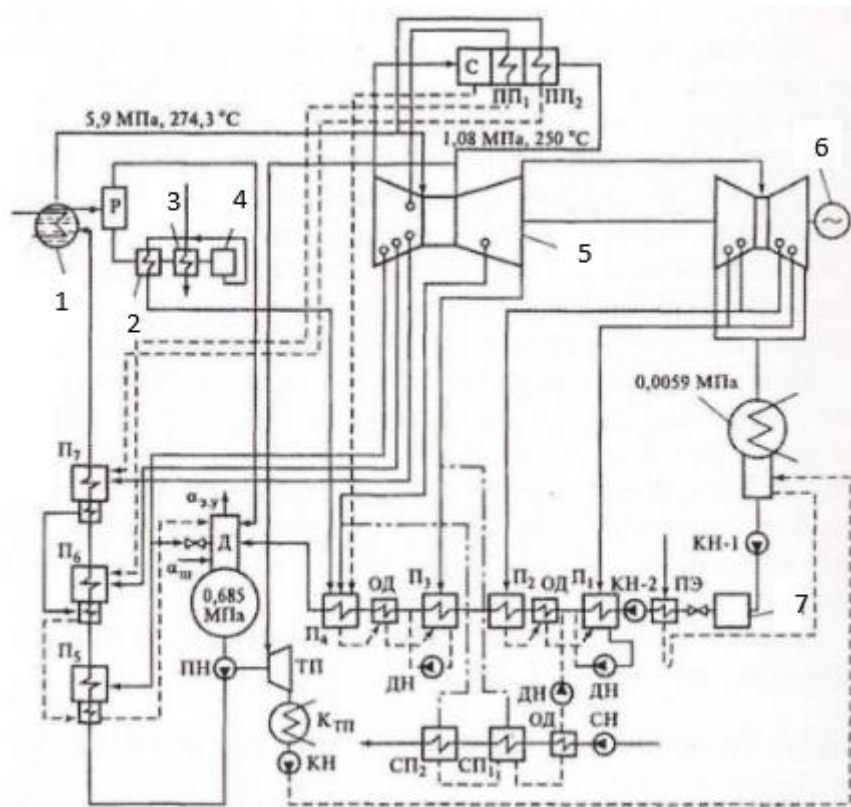 С
ПП₁
ПП₂
5,9 МПа, 274,3 °С
1,08 МПа, 250 °С
6
Р
3
4
5
1
2
0,0059 МПа
П₇
αэ.у
Д
КН-1
П₆
αш
0,685
МПа
ОД
П₃
П₂
ОД
П₁
КН-2
ПЭ
7
П₄
П₅
ПН
ТП
ДН
ДН
ДН
Kтп
ОД
СН
КН
СП₂
СП₁